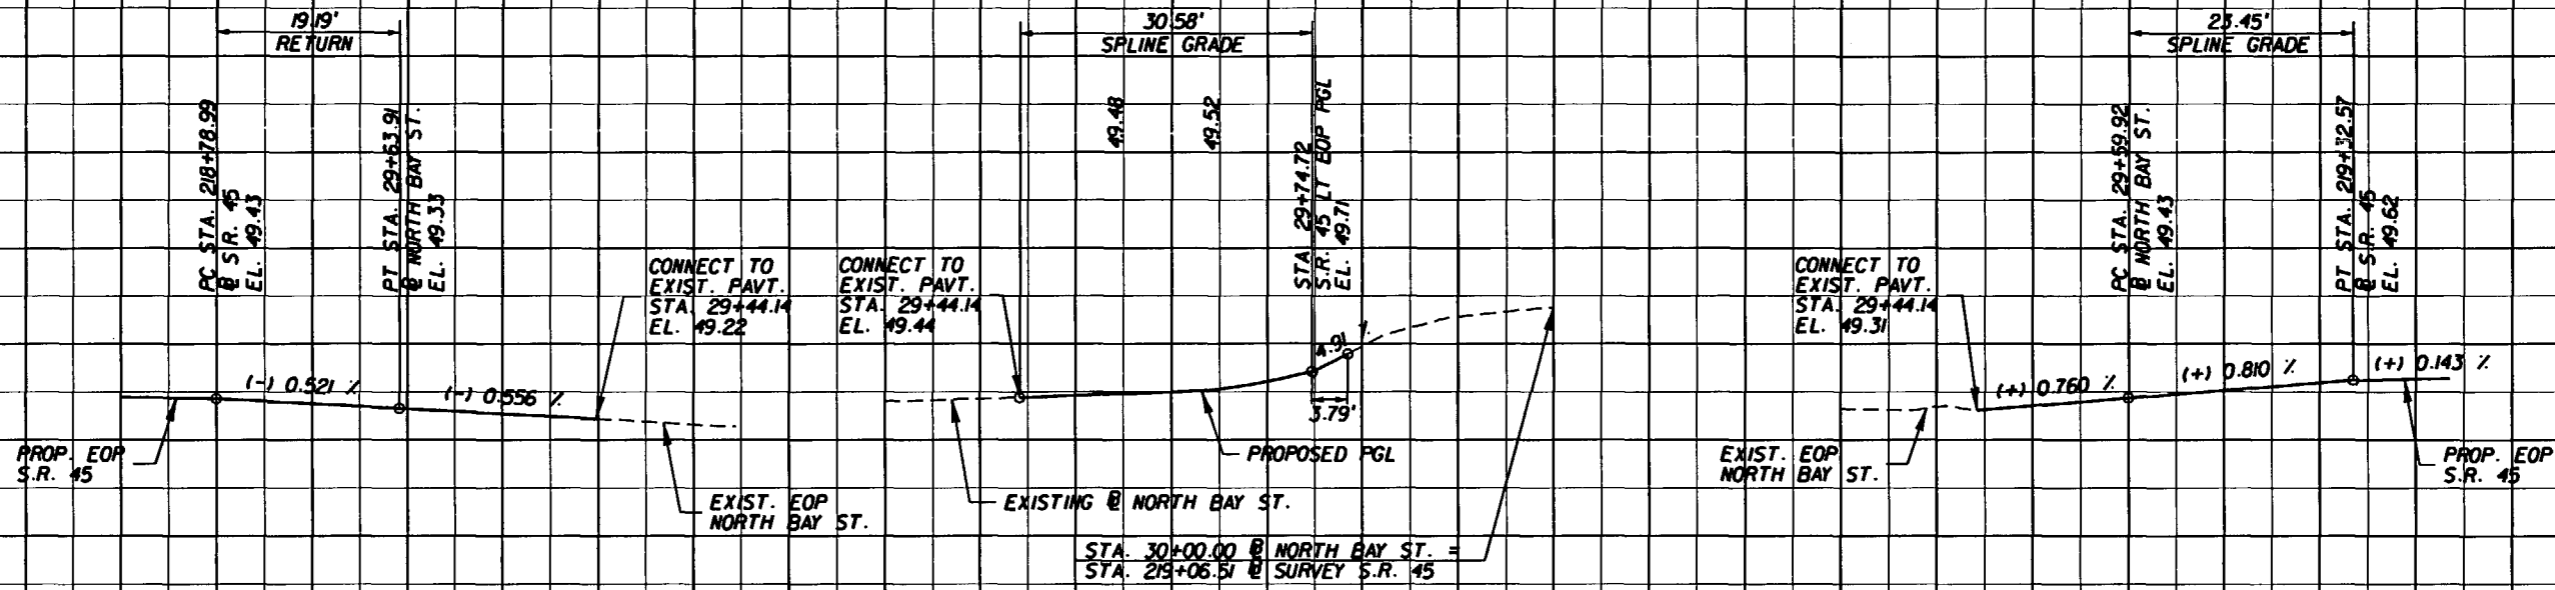 19.19'
RETURN
PC STA. 218+78.99
℄ S.R. 45
EL. 49.43
PT STA. 29+63.91
℄ NORTH BAY ST.
EL. 49.33
(-) 0.521 %
(-) 0.556 %
CONNECT TO
EXIST. PAVT.
STA. 29+44.14
EL. 49.22
PROP. EOP
S.R. 45
EXIST. EOP
NORTH BAY ST.
30.58'
SPLINE GRADE
CONNECT TO
EXIST. PAVT.
STA. 29+44.14
EL. 49.44
49.48
49.52
STA. 29+74.72
S.R. 45 LT EOP PGL
EL. 49.71
4.91 %
3.79'
PROPOSED PGL
EXISTING ℄ NORTH BAY ST.
STA. 30+00.00 ℄ NORTH BAY ST. =
STA. 219+06.51 ℄ SURVEY S.R. 45
23.45'
SPLINE GRADE
CONNECT TO
EXIST. PAVT.
STA. 29+44.14
EL. 49.31
PC STA. 29+59.92
℄ NORTH BAY ST.
EL. 49.43
PT STA. 219+32.57
℄ S.R. 45
EL. 49.62
(+) 0.760 %
(+) 0.810 %
(+) 0.143 %
EXIST. EOP
NORTH BAY ST.
PROP. EOP
S.R. 45